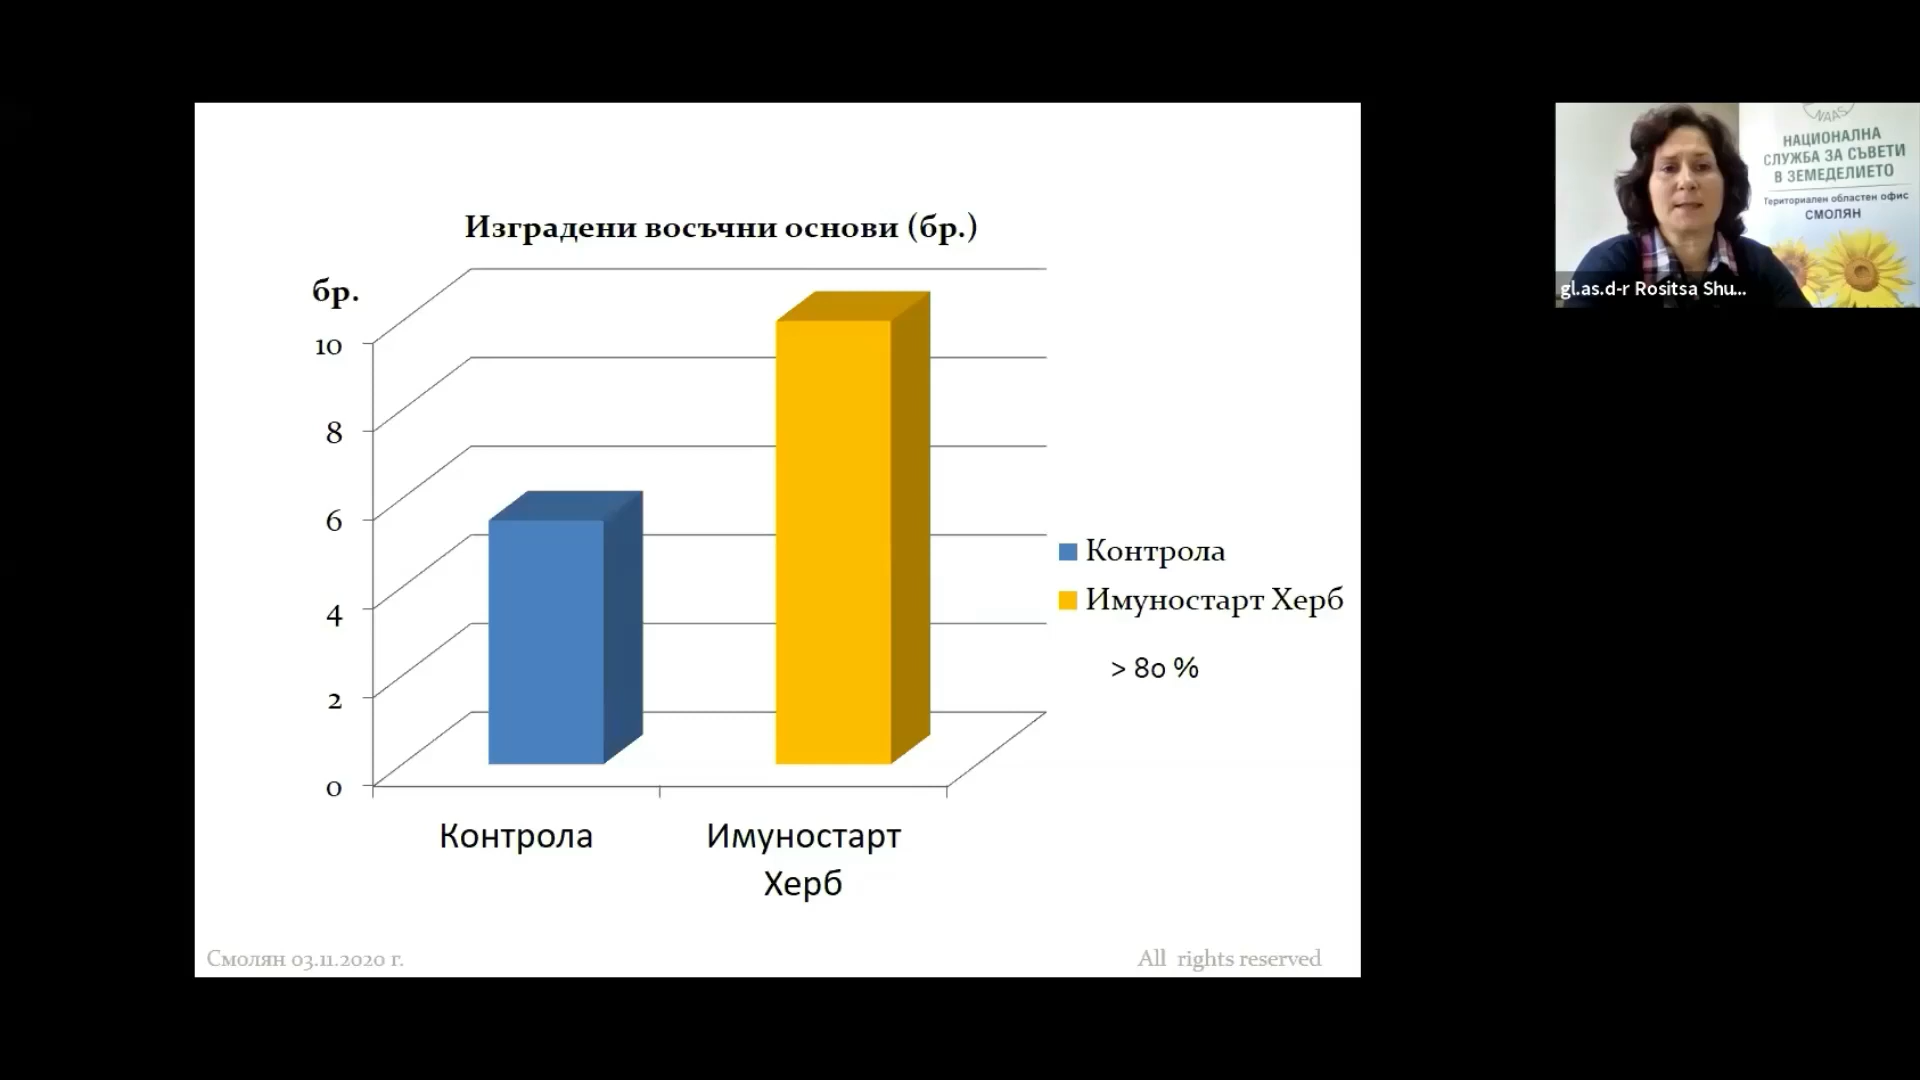 Изградени восъчни основи (бр.)
бр.
10
8
6
4
2
0
Контрола
Имуностарт
Херб
Контрола
Имуностарт Херб
> 80 %
Смолян 03.11.2020 г.
All rights reserved
NAAS
НАЦИОНАЛНА
СЛУЖБА ЗА СЪВЕТИ
В ЗЕМЕДЕЛИЕТО
Териториален областен офис
СМОЛЯН
gl.as.d-r Rositsa Shu...